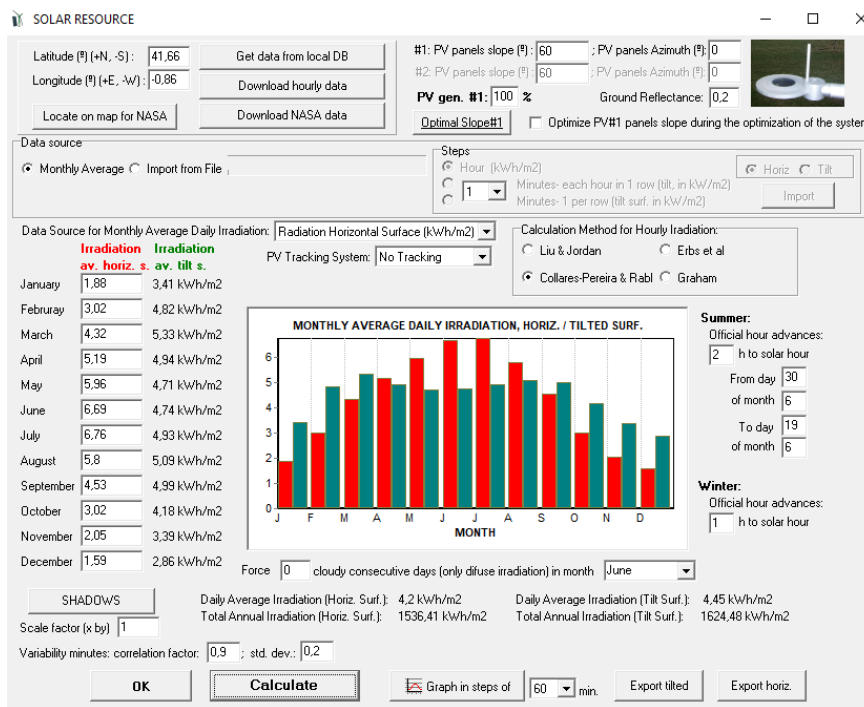 SOLAR RESOURCE
Latitude (º) (+N, -S) : 41,66
Get data from local DB
Longitude (º) (+E, -W) : -0,86
Download hourly data
Locate on map for NASA
Download NASA data
#1: PV panels slope (º) : 60 ; PV panels Azimuth (º): 0
#2: PV panels slope (º) : 60 ; PV panels Azimuth (º): 0
PV gen. #1: 100 % Ground Reflectance: 0,2
Optimal Slope#1 Optimize PV#1 panels slope during the optimization of the system
Data source
Monthly Average Import from File
Steps
Hour (kWh/m2)
1 Minutes- each hour in 1 row (tilt, in kW/m2)
Minutes- 1 per row (tilt surf. in kW/m2)
Horiz Tilt
Import
Data Source for Monthly Average Daily Irradiation: Radiation Horizontal Surface (kWh/m2)
PV Tracking System: No Tracking
Calculation Method for Hourly Irradiation:
Liu & Jordan Erbs et al
Collares-Pereira & Rabl Graham
Irradiation Irradiation
av. horiz. s. av. tilt s.
January 1,88 3,41 kWh/m2
Februray 3,02 4,82 kWh/m2
March 4,32 5,33 kWh/m2
April 5,19 4,94 kWh/m2
May 5,96 4,71 kWh/m2
June 6,69 4,74 kWh/m2
July 6,76 4,93 kWh/m2
August 5,8 5,09 kWh/m2
September 4,53 4,99 kWh/m2
October 3,02 4,18 kWh/m2
November 2,05 3,39 kWh/m2
December 1,59 2,86 kWh/m2
MONTHLY AVERAGE DAILY IRRADIATION, HORIZ. / TILTED SURF.
6
5
4
3
2
1
0
J F M A M J J A S O N D
MONTH
Summer:
Official hour advances:
2 h to solar hour
From day 30
of month 6
To day 19
of month 6
Winter:
Official hour advances:
1 h to solar hour
Force 0 cloudy consecutive days (only difuse irradiation) in month June
SHADOWS
Scale factor (x by) 1
Daily Average Irradiation (Horiz. Surf.): 4,2 kWh/m2
Total Annual Irradiation (Horiz. Surf.): 1536,41 kWh/m2
Daily Average Irradiation (Tilt Surf.): 4,45 kWh/m2
Total Annual Irradiation (Tilt Surf.): 1624,48 kWh/m2
Variability minutes: correlation factor: 0,9 ; std. dev.: 0,2
OK
Calculate
Graph in steps of 60 min.
Export tilted
Export horiz.